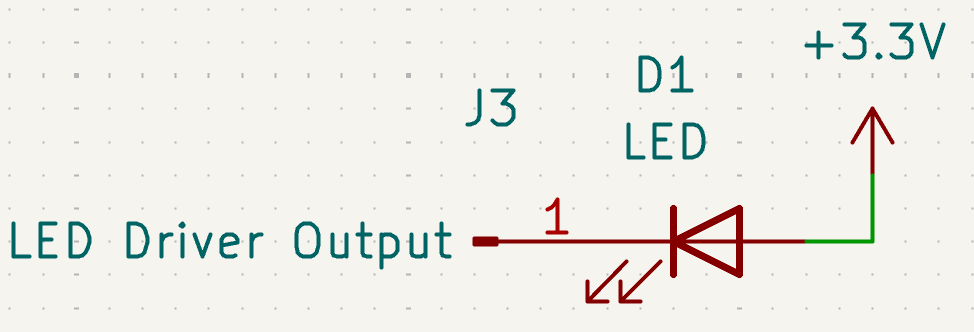 +3.3V
D1
J3
LED
1
LED Driver Output